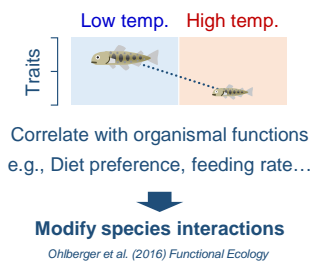 Low temp. High temp.
Traits
Correlate with organismal functions
e.g., Diet preference, feeding rate…
Modify species interactions
Ohlberger et al. (2016) Functional Ecology